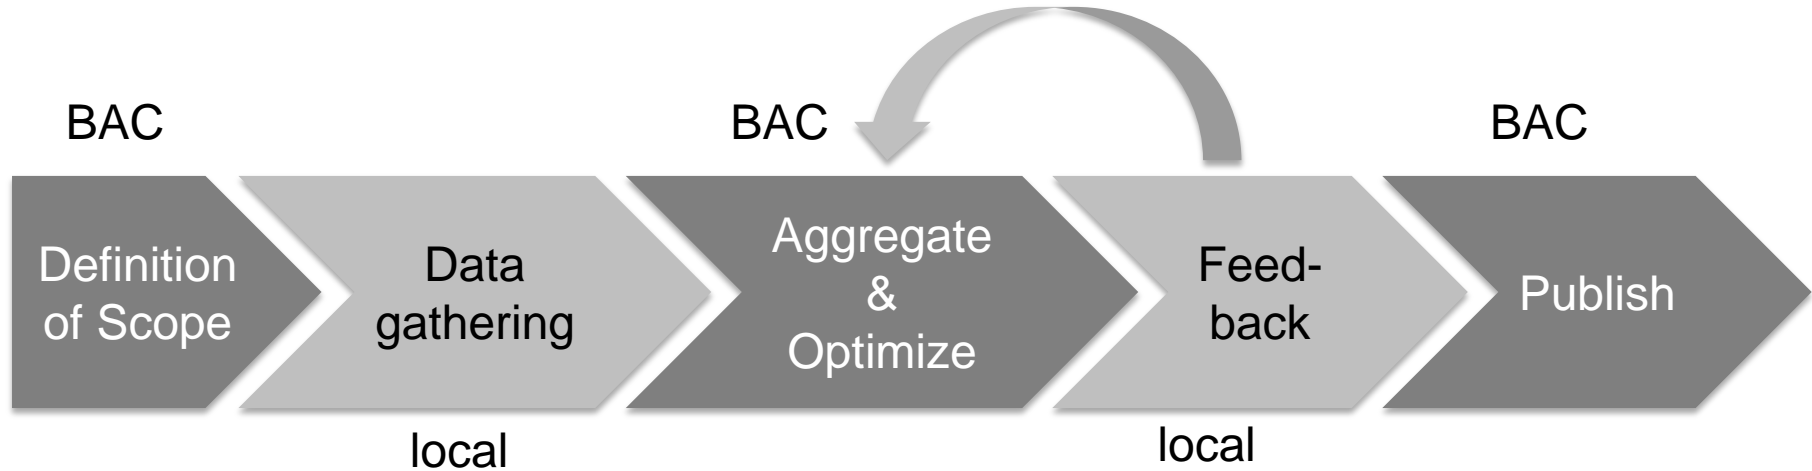 BAC
BAC
BAC
Definition
of Scope
Data
gathering
Aggregate
&
Optimize
Feed-
back
Publish
local
local